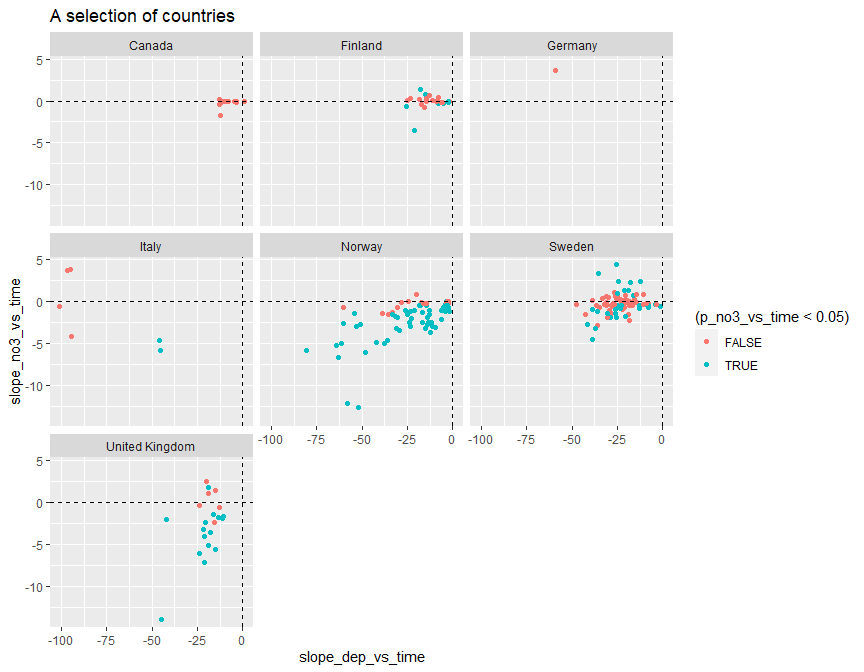 A selection of countries
Canada Finland Germany
5
0
-5
-10
Italy Norway Sweden
5
0
-5
-10
United Kingdom
-100 -75 -50 -25 0 -100 -75 -50 -25 0
5
0
-5
-10
-100 -75 -50 -25 0
slope_dep_vs_time
slope_no3_vs_time
(p_no3_vs_time < 0.05)
FALSE
TRUE